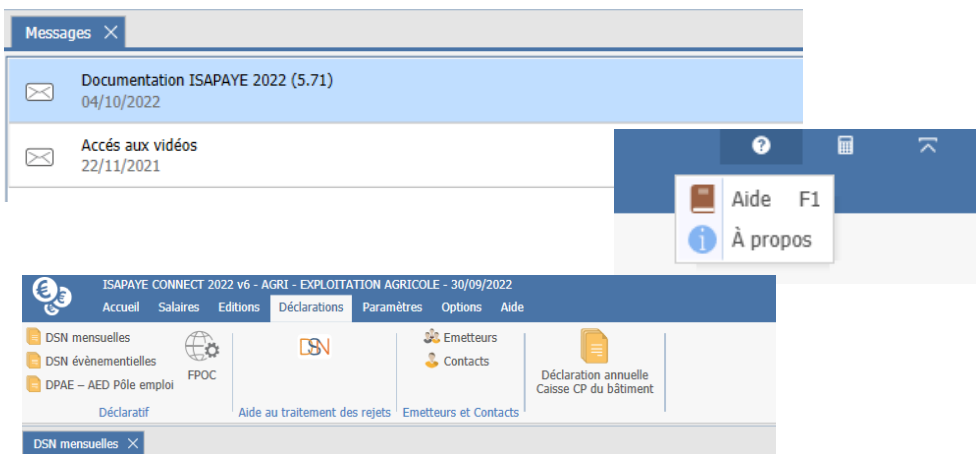 Messages
Documentation ISAPAYE 2022 (5.71)
04/10/2022
Accés aux vidéos
22/11/2021
?
Aide F1
i À propos
ISAPAYE CONNECT 2022 v6 - AGRI - EXPLOITATION AGRICOLE - 30/09/2022
Accueil Salaires Editions Déclarations Paramètres Options Aide
DSN mensuelles
DSN évènementielles
DPAE – AED Pôle emploi
FPOC
Déclaratif
DSN
Aide au traitement des rejets
Emetteurs
Contacts
Emetteurs et Contacts
Déclaration annuelle
Caisse CP du bâtiment
DSN mensuelles